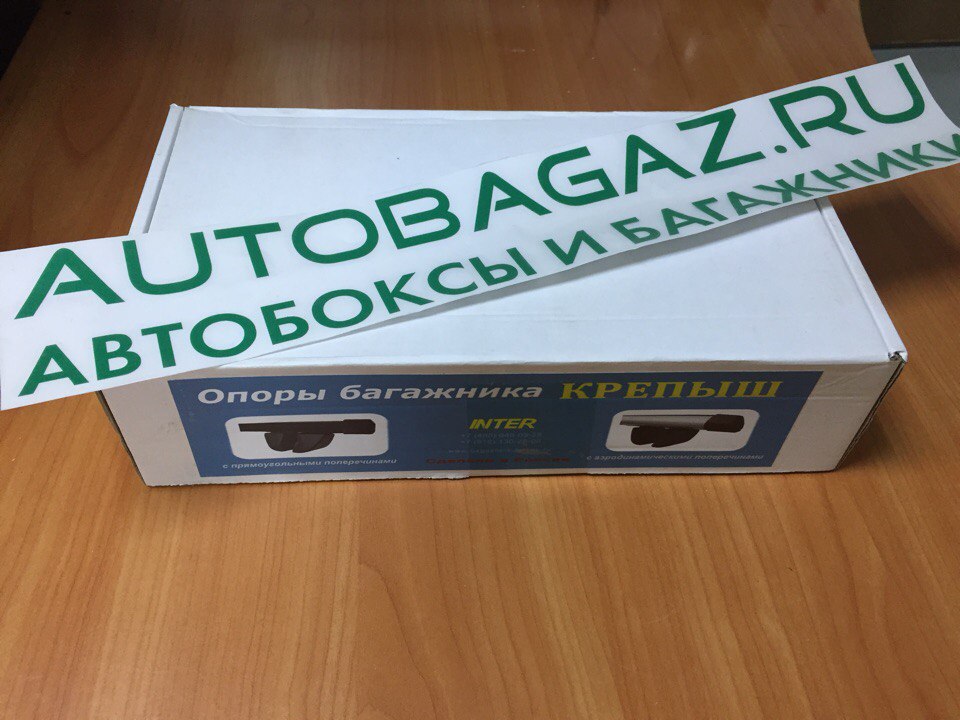 AUTOBAGAZ.RU
АВТОБОКСЫ И БАГАЖНИКИ
Опоры багажника КРЕПЫШ
INTER
с прямоугольными поперечинами
с аэродинамическими поперечинами